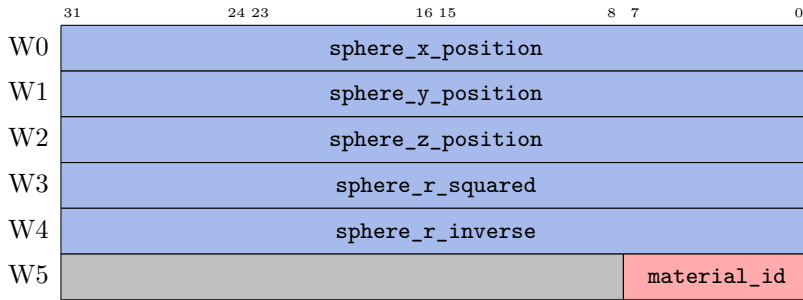 31 24 23 16 15 8 7 0
W0 sphere_x_position
W1 sphere_y_position
W2 sphere_z_position
W3 sphere_r_squared
W4 sphere_r_inverse
W5 material_id